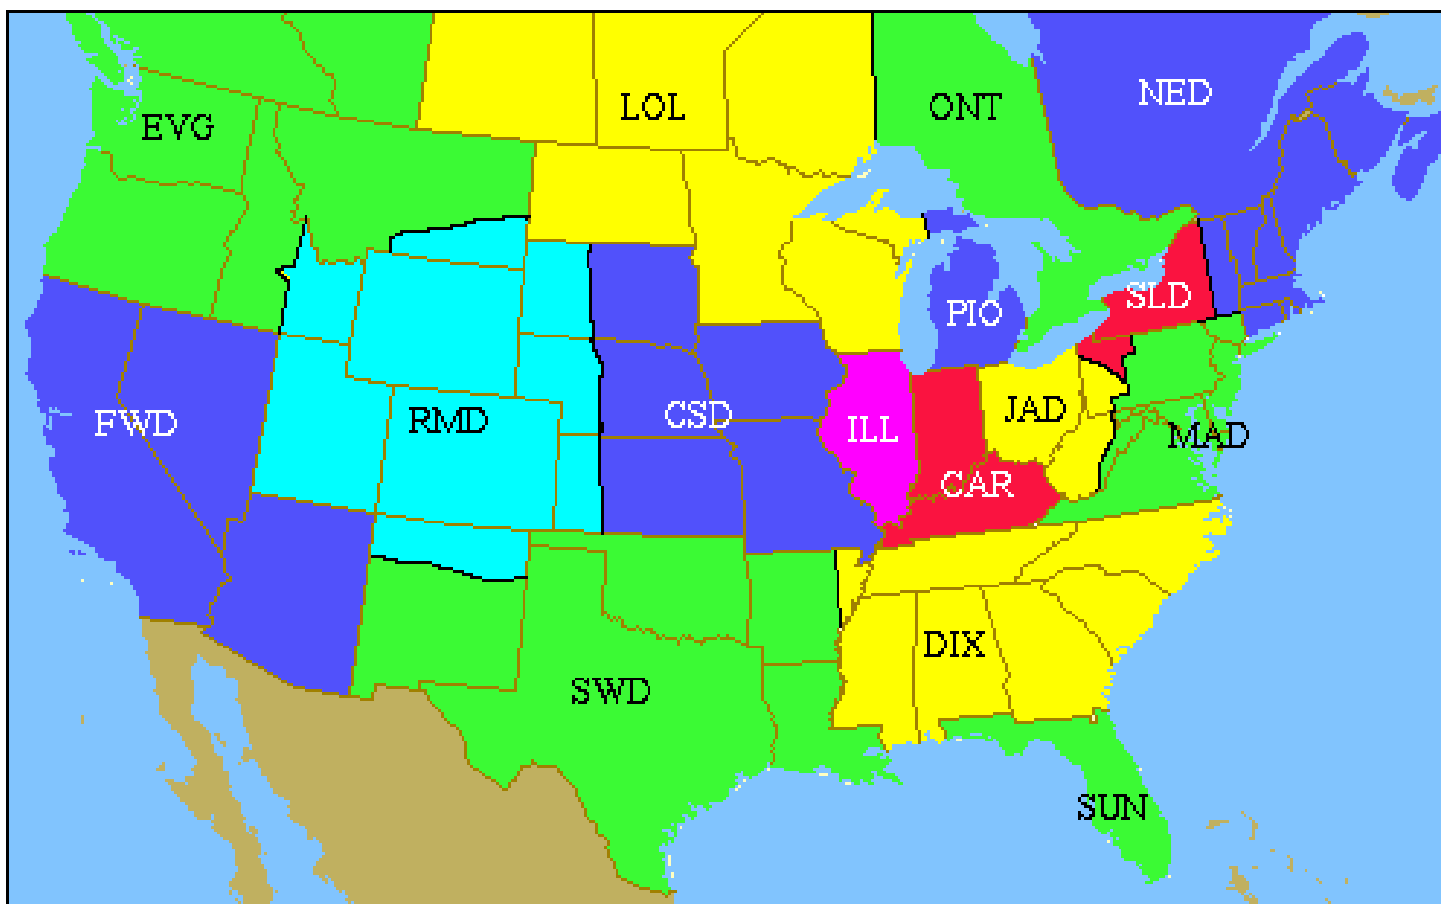 NED
LOL
ONT
EVG
SLD
PIO
JAD
CSD
RMD
FWD
ILL
MAD
CAR
DIX
SWD
SUN